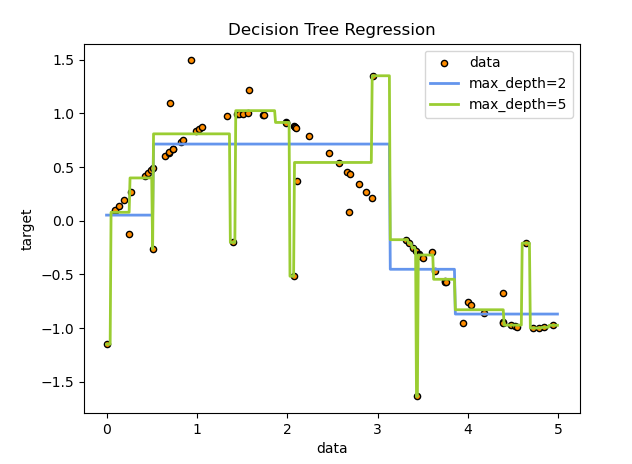 Decision Tree Regression
data
max_depth=2
max_depth=5
target
1.5
1.0
0.5
0.0
−0.5
−1.0
−1.5
0 1 2 3 4 5
data